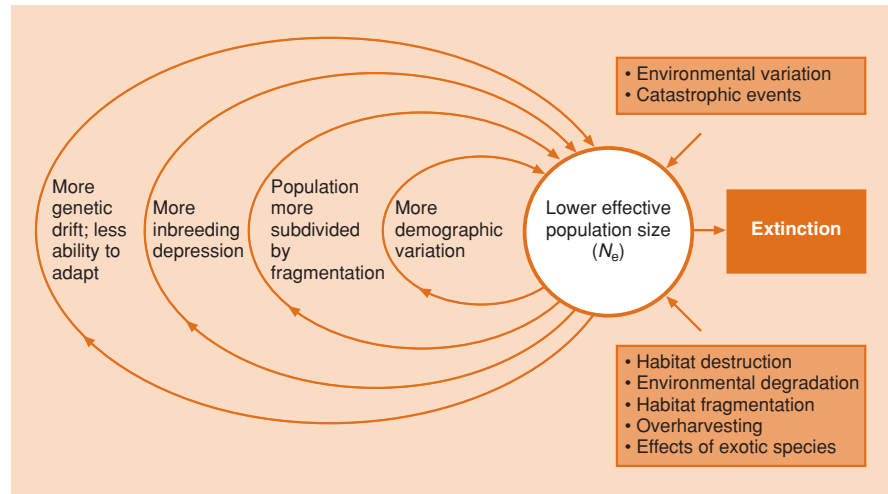 • Environmental variation
• Catastrophic events
More
genetic
drift; less
ability to
adapt
More
inbreeding
depression
Population
more
subdivided
by
fragmentation
More
demographic
variation
Lower effective
population size
(Ne)
Extinction
• Habitat destruction
• Environmental degradation
• Habitat fragmentation
• Overharvesting
• Effects of exotic species